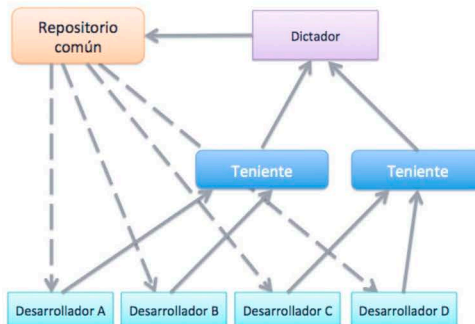 Repositorio
común
Dictador
Teniente
Teniente
Desarrollador A
Desarrollador B
Desarrollador C
Desarrollador D